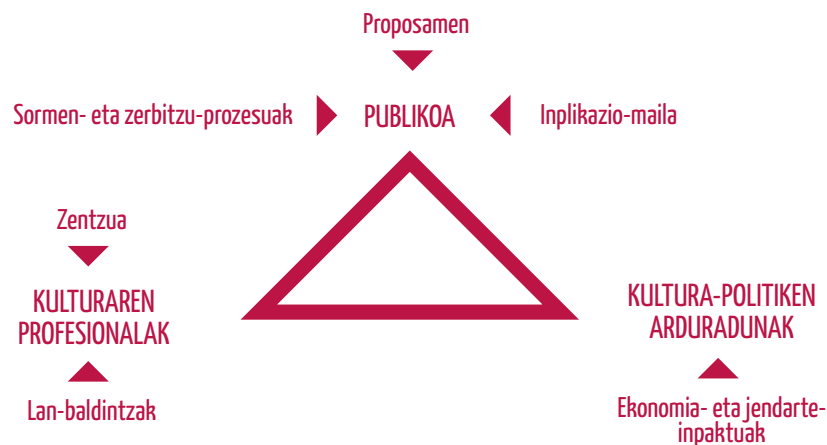 Proposamen
Sormen- eta zerbitzu-prozesuak
PUBLIKOA
Inplikazio-maila
Zentzua
KULTURAREN
PROFESIONALAK
Lan-baldintzak
KULTURA-POLITIKEN
ARDURADUNAK
Ekonomia- eta jendarte-
inpaktuak